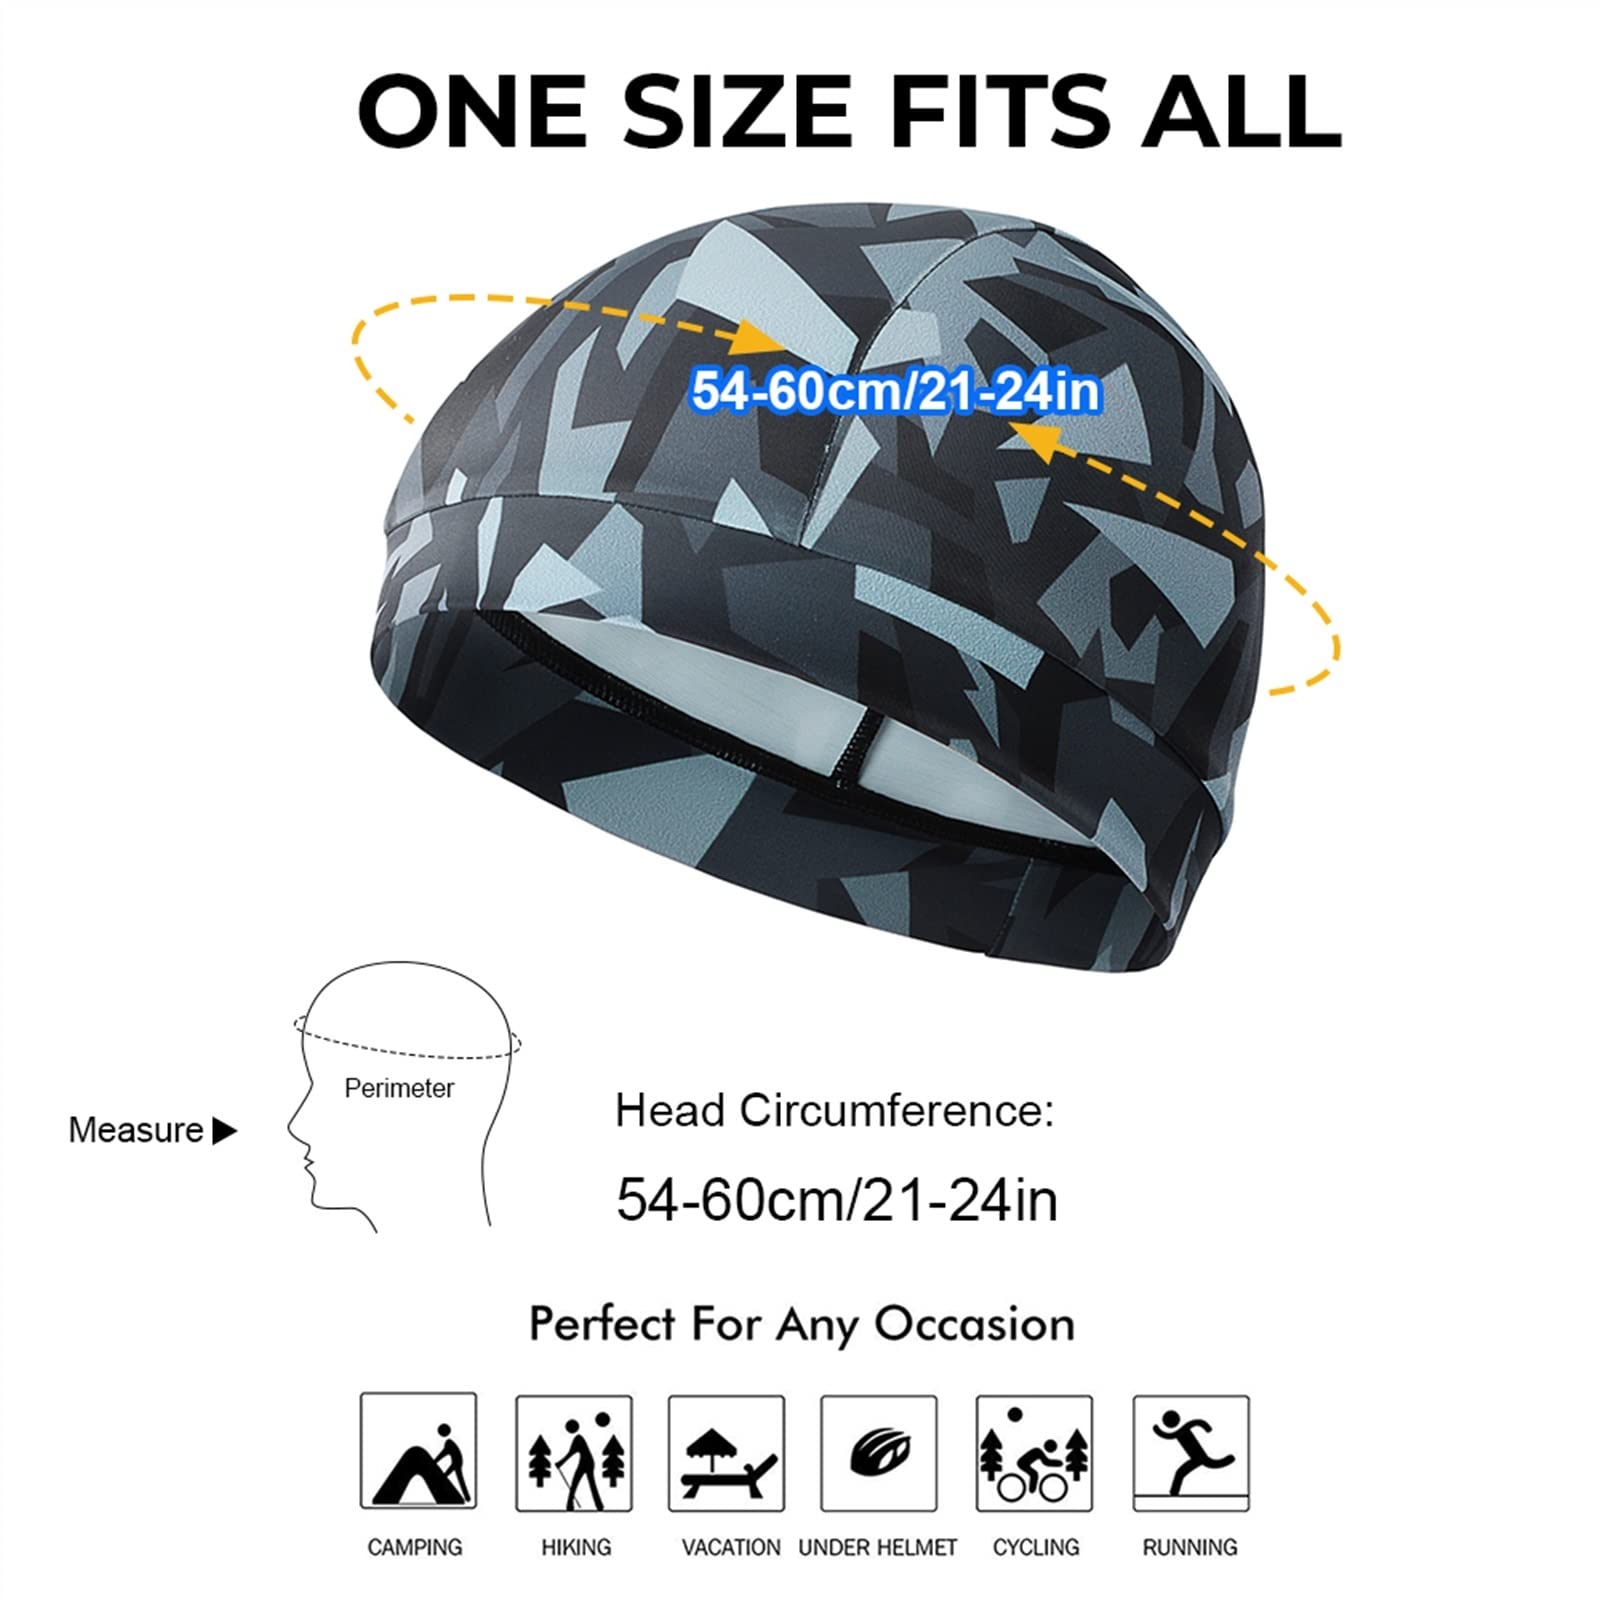 ONE SIZE FITS ALL
54-60cm/21-24in
Perimeter
Measure
Head Circumference:
54-60cm/21-24in
Perfect For Any Occasion
CAMPING HIKING VACATION UNDER HELMET CYCLING RUNNING